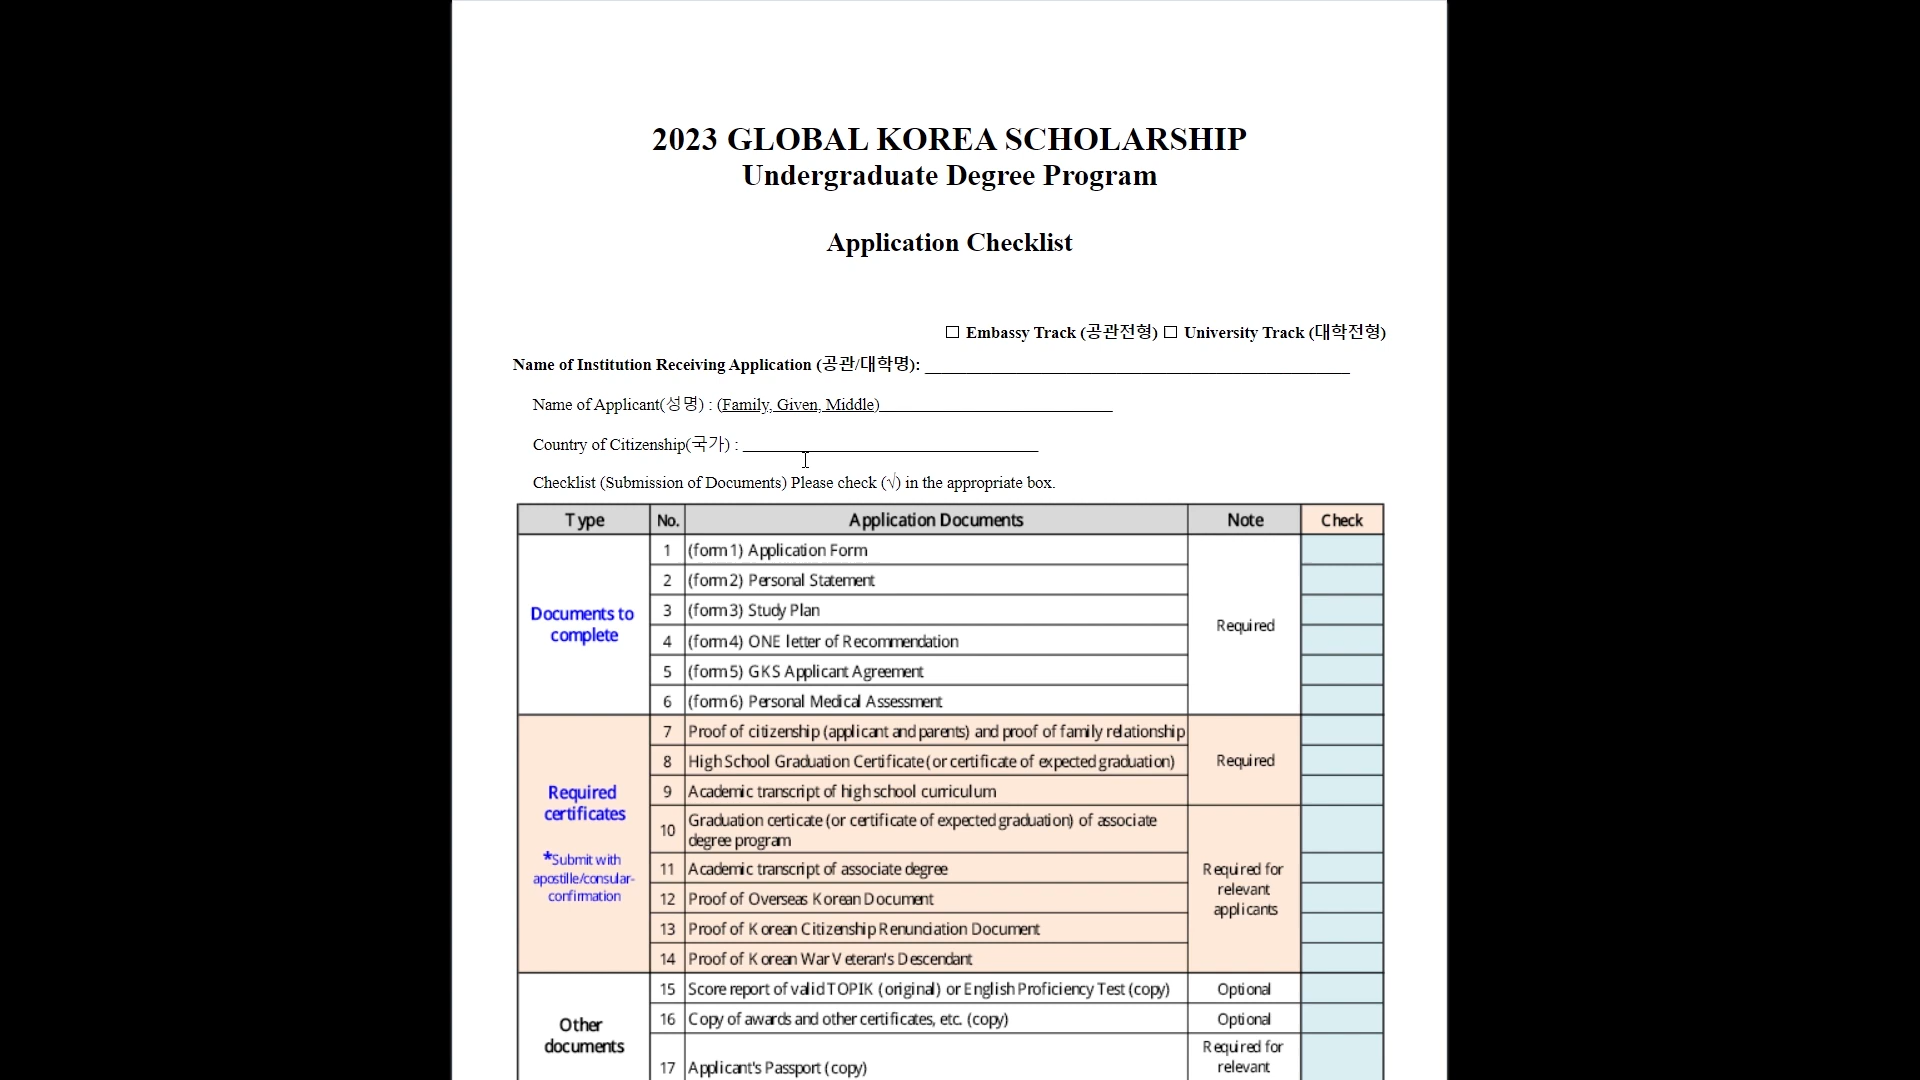 2023 GLOBAL KOREA SCHOLARSHIP
Undergraduate Degree Program
Application Checklist
☐ Embassy Track (공관전형) ☐ University Track (대학전형)
Name of Institution Receiving Application (공관/대학명): ____________________
Name of Applicant(성명) : (Family, Given, Middle)____________________
Country of Citizenship(국가) : ____________________
Checklist (Submission of Documents) Please check (√) in the appropriate box.
Type No. Application Documents Note Check
Documents to complete
1 (form 1) Application Form
2 (form 2) Personal Statement
3 (form 3) Study Plan
4 (form 4) ONE letter of Recommendation
5 (form 5) GKS Applicant Agreement
6 (form 6) Personal Medical Assessment
Required
Required certificates
*Submit with apostille/consular-confirmation
7 Proof of citizenship (applicant and parents) and proof of family relationship
8 High School Graduation Certificate (or certificate of expected graduation)
9 Academic transcript of high school curriculum
Required
10 Graduation certicate (or certificate of expected graduation) of associate degree program
11 Academic transcript of associate degree
12 Proof of Overseas Korean Document
13 Proof of Korean Citizenship Renunciation Document
14 Proof of Korean War Veteran's Descendant
Required for relevant applicants
Other documents
15 Score report of valid TOPIK (original) or English Proficiency Test (copy) Optional
16 Copy of awards and other certificates, etc. (copy) Optional
17 Applicant's Passport (copy) Required for relevant